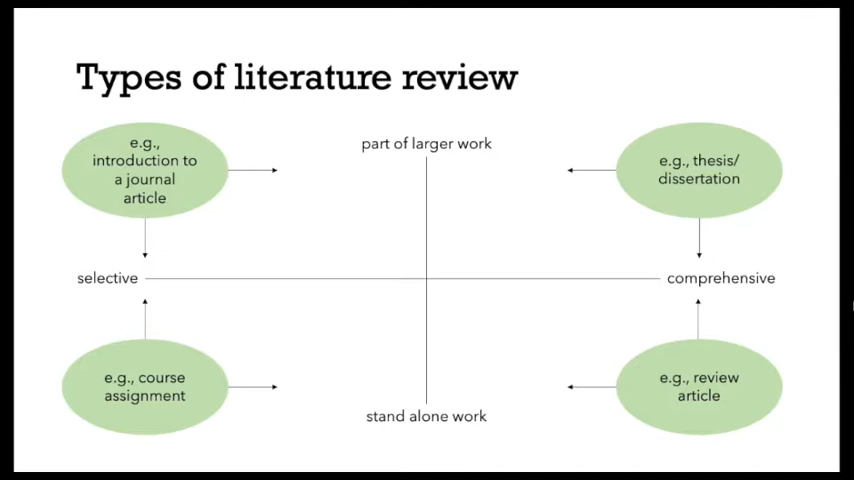 Types of literature review
e.g.,
introduction to
a journal
article
part of larger work
e.g., thesis/
dissertation
selective
comprehensive
e.g., course
assignment
stand alone work
e.g., review
article